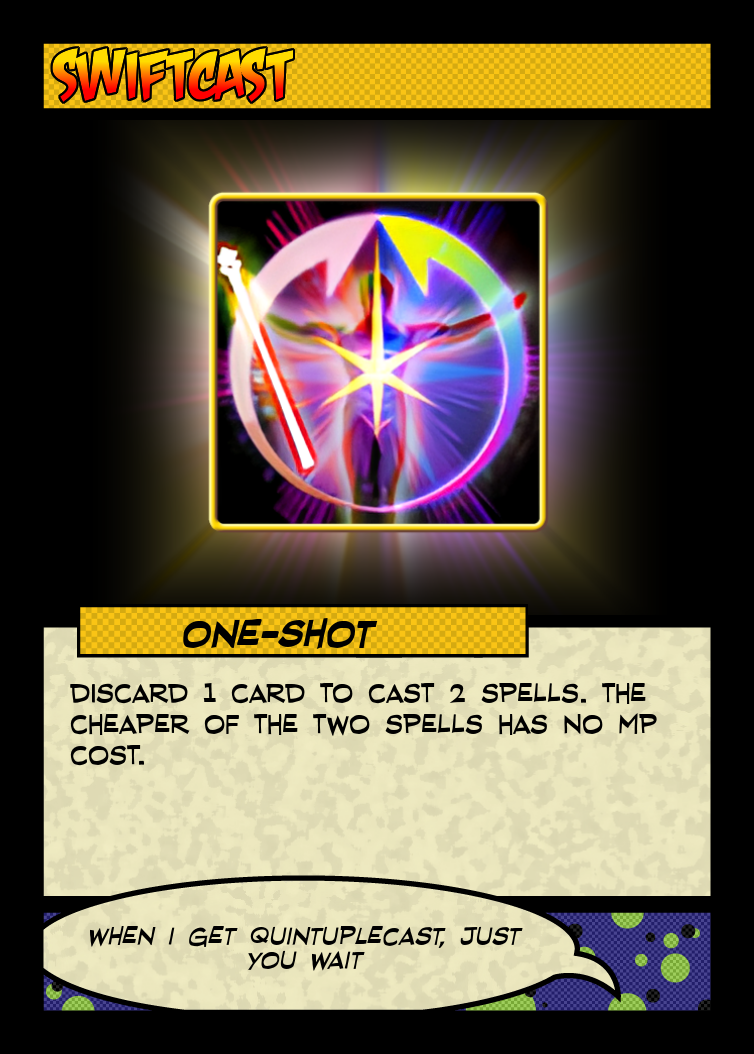 SWIFTCAST
ONE-SHOT
DISCARD 1 CARD TO CAST 2 SPELLS. THE
CHEAPER OF THE TWO SPELLS HAS NO MP
COST.
WHEN I GET QUINTUPLECAST, JUST
YOU WAIT